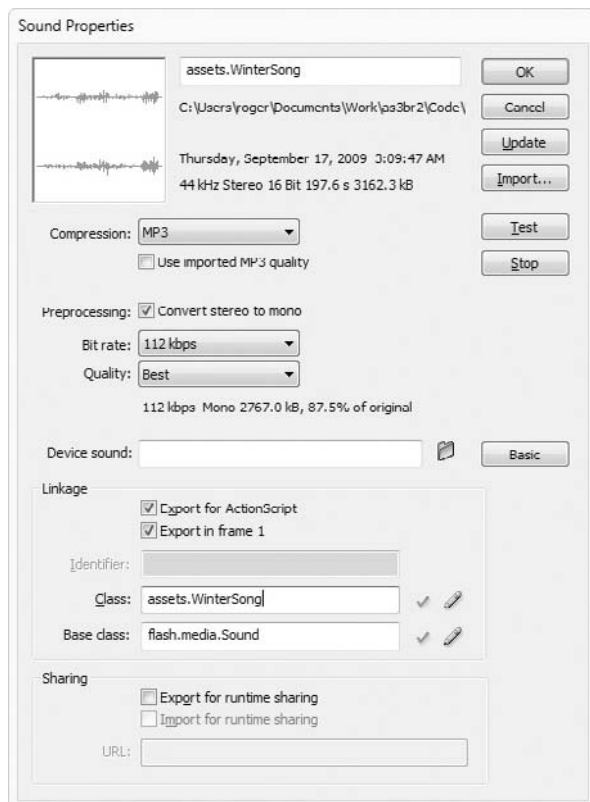 Sound Properties
assets.WinterSong
OK
C:\Users\roger\Documents\Work\as3br2\Code\
Cancel
Update
Thursday, September 17, 2009 3:09:47 AM
44 kHz Stereo 16 Bit 197.6 s 3162.3 kB
Import...
Compression: MP3
Test
Use imported MP3 quality
Stop
Preprocessing: Convert stereo to mono
Bit rate: 112 kbps
Quality: Best
112 kbps Mono 2767.0 kB, 87.5% of original
Device sound:
Basic
Linkage
Export for ActionScript
Export in frame 1
Identifier:
Class: assets.WinterSong
Base class: flash.media.Sound
Sharing
Export for runtime sharing
Import for runtime sharing
URL: